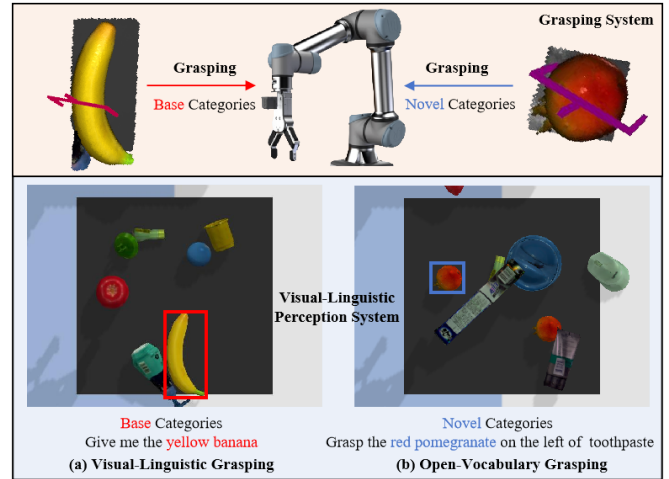 Grasping System
Grasping
Base Categories
Grasping
Novel Categories
Visual-Linguistic
Perception System
Base Categories
Give me the yellow banana
(a) Visual-Linguistic Grasping
Novel Categories
Grasp the red pomegranate on the left of toothpaste
(b) Open-Vocabulary Grasping